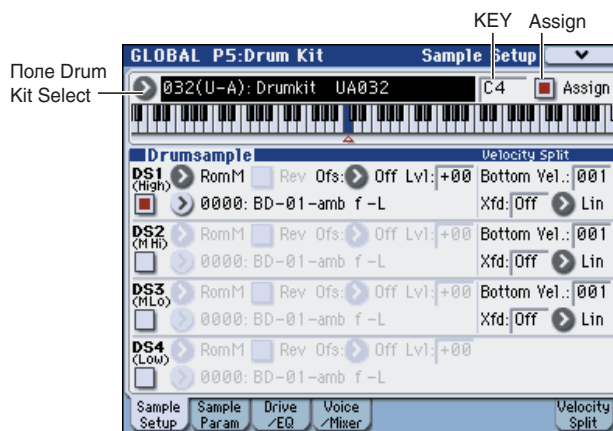 KEY Assign
Поле Drum
Kit Select
GLOBAL P5:Drum Kit Sample Setup
032(U-A): Drumkit UA032 C4 Assign
Drumsample Velocity Split
DS1 RomM Rev Ofs: Off Lvl: +00 Bottom Vel.: 001
(High) 0000: BD-01-amb f -L Xfd: Off Lin
DS2 RomM Rev Ofs: Off Lvl: +00 Bottom Vel.: 001
(M Hi) 0000: BD-01-amb f -L Xfd: Off Lin
DS3 RomM Rev Ofs: Off Lvl: +00 Bottom Vel.: 001
(MLo) 0000: BD-01-amb f -L Xfd: Off Lin
DS4 RomM Rev Ofs: Off Lvl: +00
(Low) 0000: BD-01-amb f -L
Sample Sample Drive Voice Velocity
Setup Param /EQ /Mixer Split